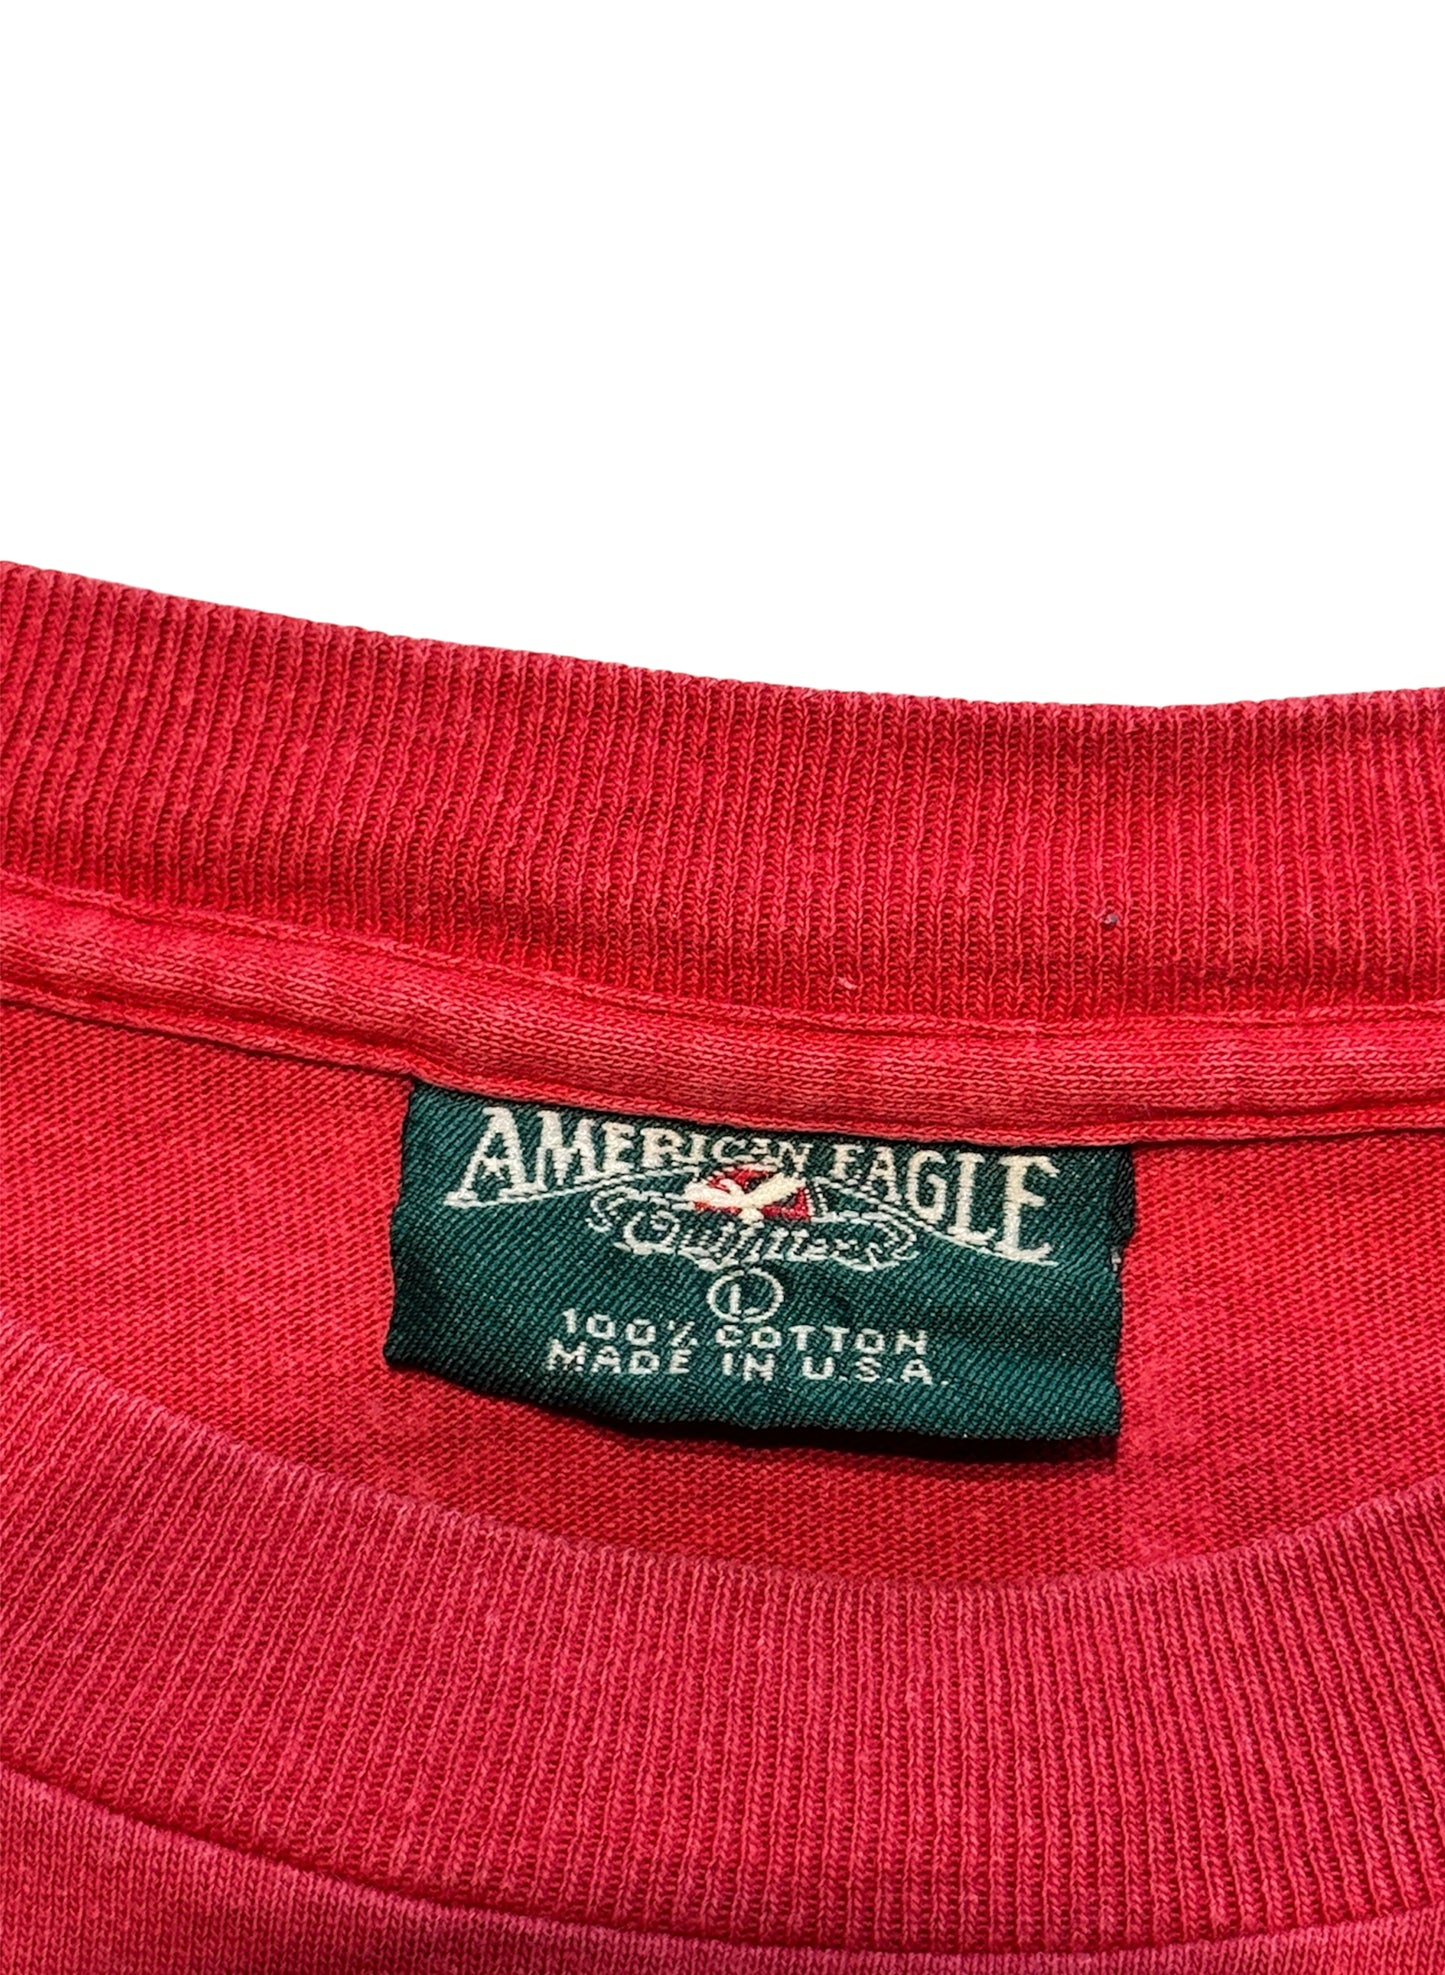 AMERICAN EAGLE
Outfitters
L
100% COTTON
MADE IN U.S.A.